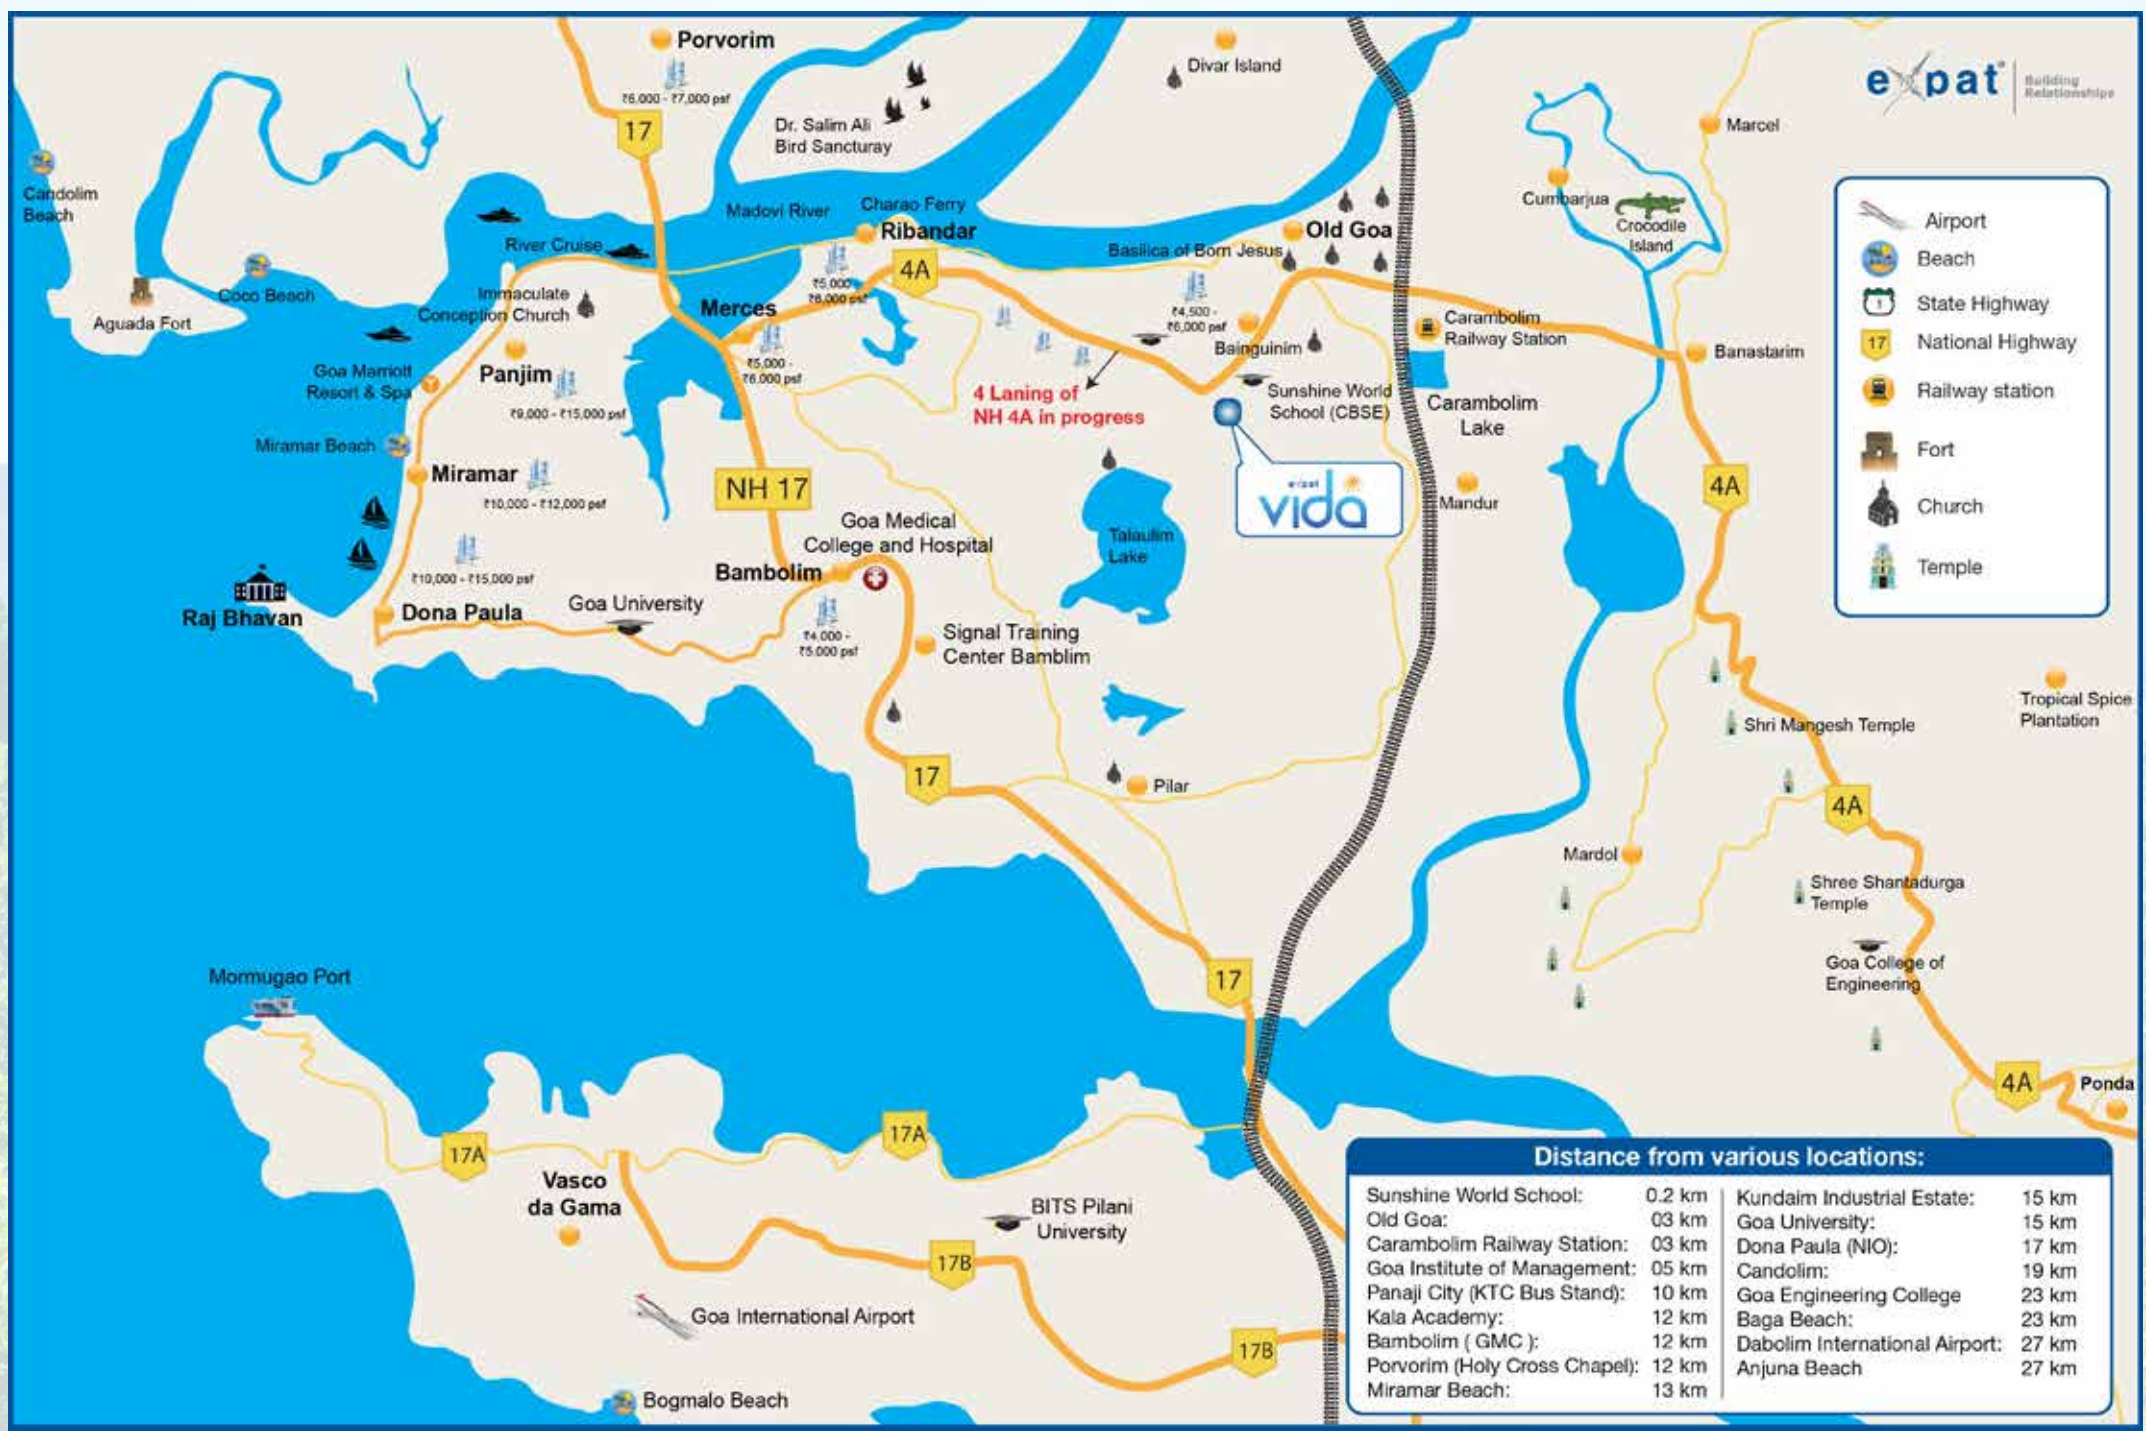 Porvorim
₹6,000 - ₹7,000 psf
17
Divar Island
expat
Building
Relationships
Dr. Salim Ali
Bird Sancturay
Marcel
Candolim
Beach
Cumbarjua
Crocodile
Island
Madovi River
Charao Ferry
Ribandar
River Cruise
Basilica of Born Jesus
Old Goa
Airport
Beach
1
State Highway
17
National Highway
Railway station
Fort
Church
Temple
4A
₹5,000 -
₹6,000 psf
Coco Beach
Immaculate
Conception Church
Merces
₹5,000 -
₹6,000 psf
₹4,500 -
₹6,000 psf
Aguada Fort
Bainguinim
Carambolim
Railway Station
Banastarim
Goa Marriott
Resort & Spa
Panjim
₹9,000 - ₹15,000 psf
4 Laning of
NH 4A in progress
Sunshine World
School (CBSE)
Carambolim
Lake
Miramar Beach
Miramar
₹10,000 - ₹12,000 psf
NH 17
expat
vida
Mandur
4A
Goa Medical
College and Hospital
Talaulim
Lake
Bambolim
₹10,000 - ₹15,000 psf
Raj Bhavan
Dona Paula
Goa University
₹4,000 -
₹5,000 psf
Signal Training
Center Bamblim
Tropical Spice
Plantation
Shri Mangesh Temple
17
Pilar
4A
Mardol
Shree Shantadurga
Temple
Goa College of
Engineering
17
Mormugao Port
4A
Ponda
17A
17A
Vasco
da Gama
BITS Pilani
University
17B
Goa International Airport
17B
Bogmalo Beach
Distance from various locations:
Sunshine World School: 0.2 km
Old Goa: 03 km
Carambolim Railway Station: 03 km
Goa Institute of Management: 05 km
Panaji City (KTC Bus Stand): 10 km
Kala Academy: 12 km
Bambolim ( GMC ): 12 km
Porvorim (Holy Cross Chapel): 12 km
Miramar Beach: 13 km
Kundaim Industrial Estate: 15 km
Goa University: 15 km
Dona Paula (NIO): 17 km
Candolim: 19 km
Goa Engineering College 23 km
Baga Beach: 23 km
Dabolim International Airport: 27 km
Anjuna Beach 27 km